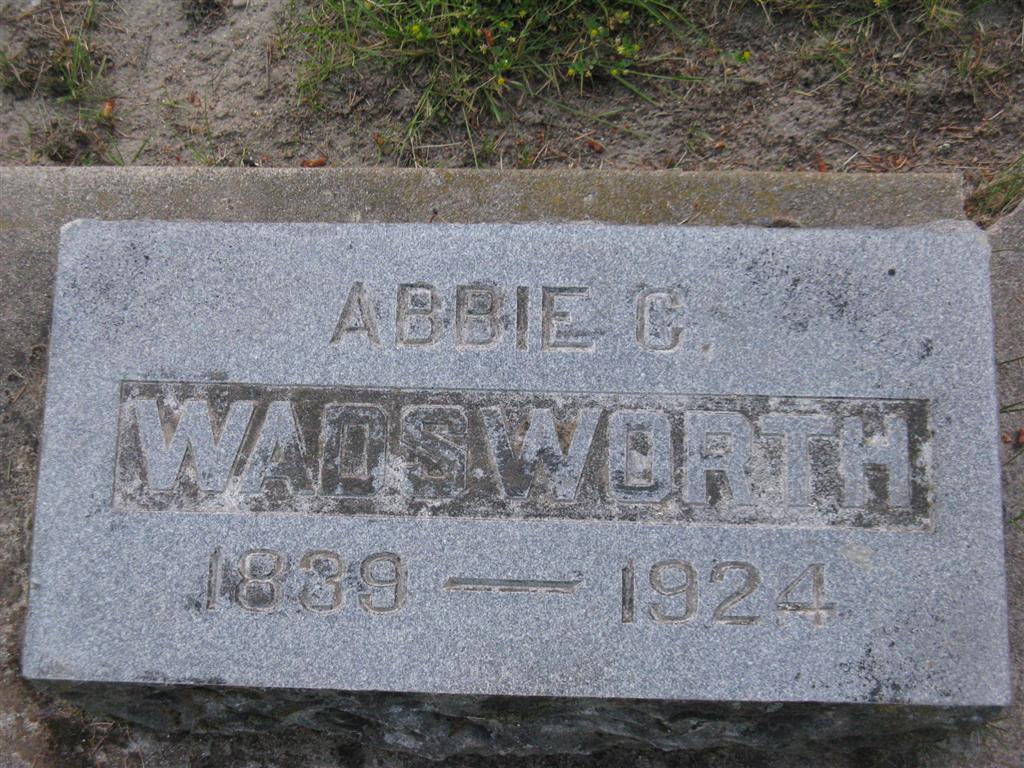 ABBIE C.
WADSWORTH
1839 — 1924